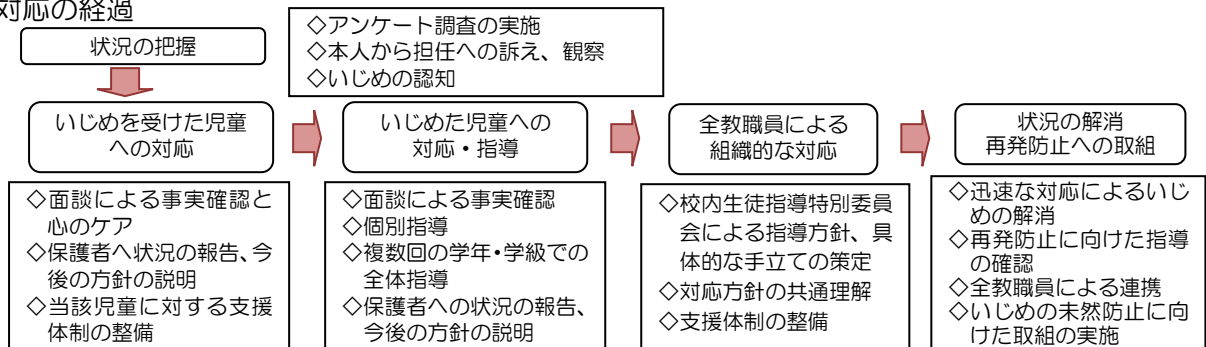 対応の経過
状況の把握
◇アンケート調査の実施
◇本人から担任への訴え、観察
◇いじめの認知
いじめを受けた児童
への対応
◇面談による事実確認と
心のケア
◇保護者へ状況の報告、今
後の方針の説明
◇当該児童に対する支援
体制の整備
いじめた児童への
対応・指導
◇面談による事実確認
◇個別指導
◇複数回の学年・学級での
全体指導
◇保護者への状況の報告、
今後の方針の説明
全教職員による
組織的な対応
◇校内生徒指導特別委員
会による指導方針、具
体的な手立ての策定
◇対応方針の共通理解
◇支援体制の整備
状況の解消
再発防止への取組
◇迅速な対応によるいじ
めの解消
◇再発防止に向けた指導
の確認
◇全教職員による連携
◇いじめの未然防止に向
けた取組の実施